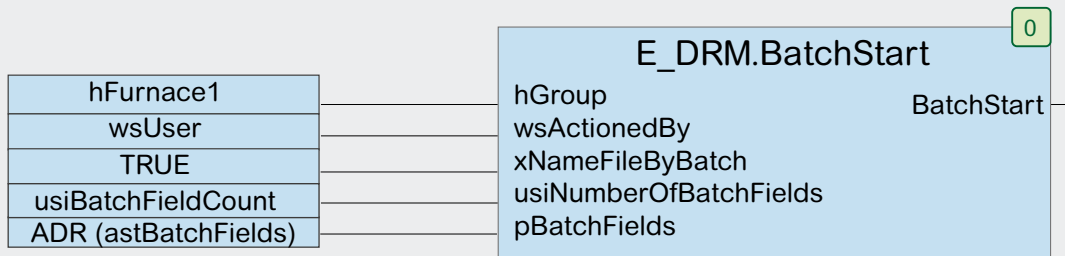 0
E_DRM.BatchStart
hFurnace1
wsUser
TRUE
usiBatchFieldCount
ADR (astBatchFields)
hGroup
wsActionedBy
xNameFileByBatch
usiNumberOfBatchFields
pBatchFields
BatchStart